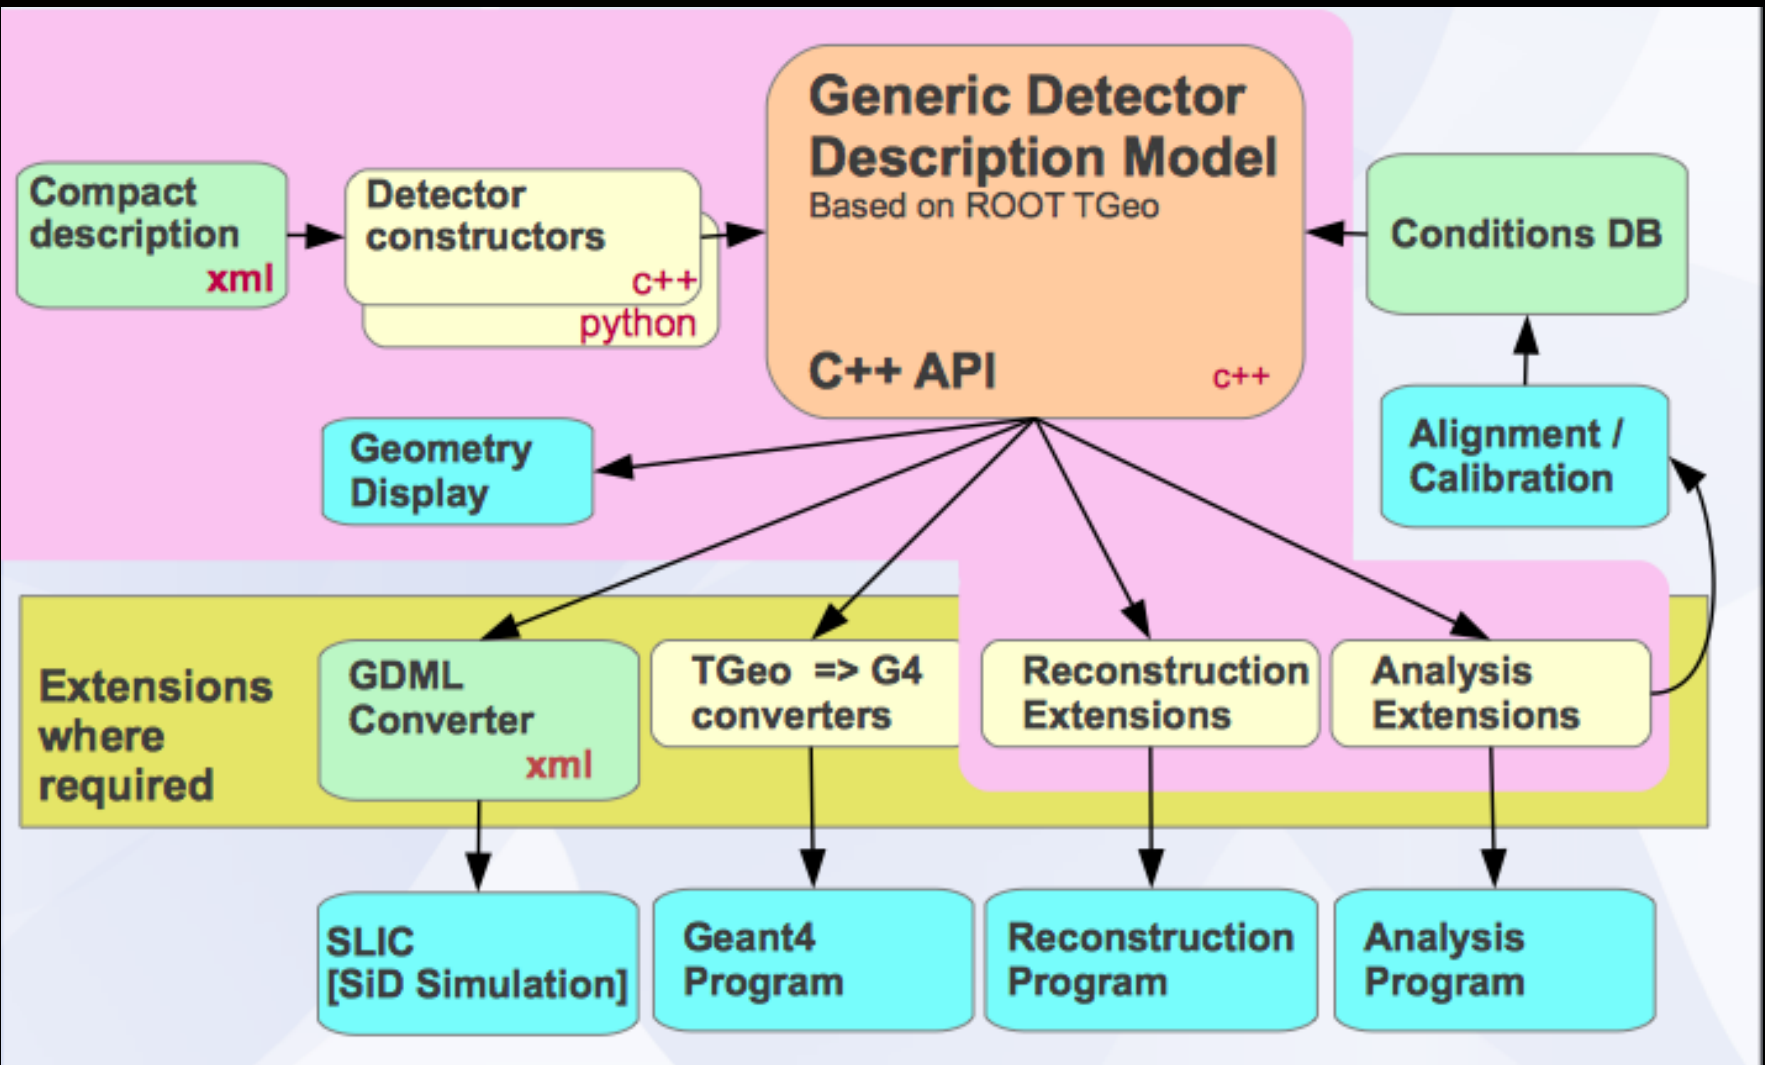 Generic Detector
Description Model
Based on ROOT TGeo
C++ API
c++
Compact
description
xml
Detector
constructors
c++
python
Conditions DB
Geometry
Display
Alignment /
Calibration
Extensions
where
required
GDML
Converter
xml
TGeo => G4
converters
Reconstruction
Extensions
Analysis
Extensions
SLIC
[SiD Simulation]
Geant4
Program
Reconstruction
Program
Analysis
Program